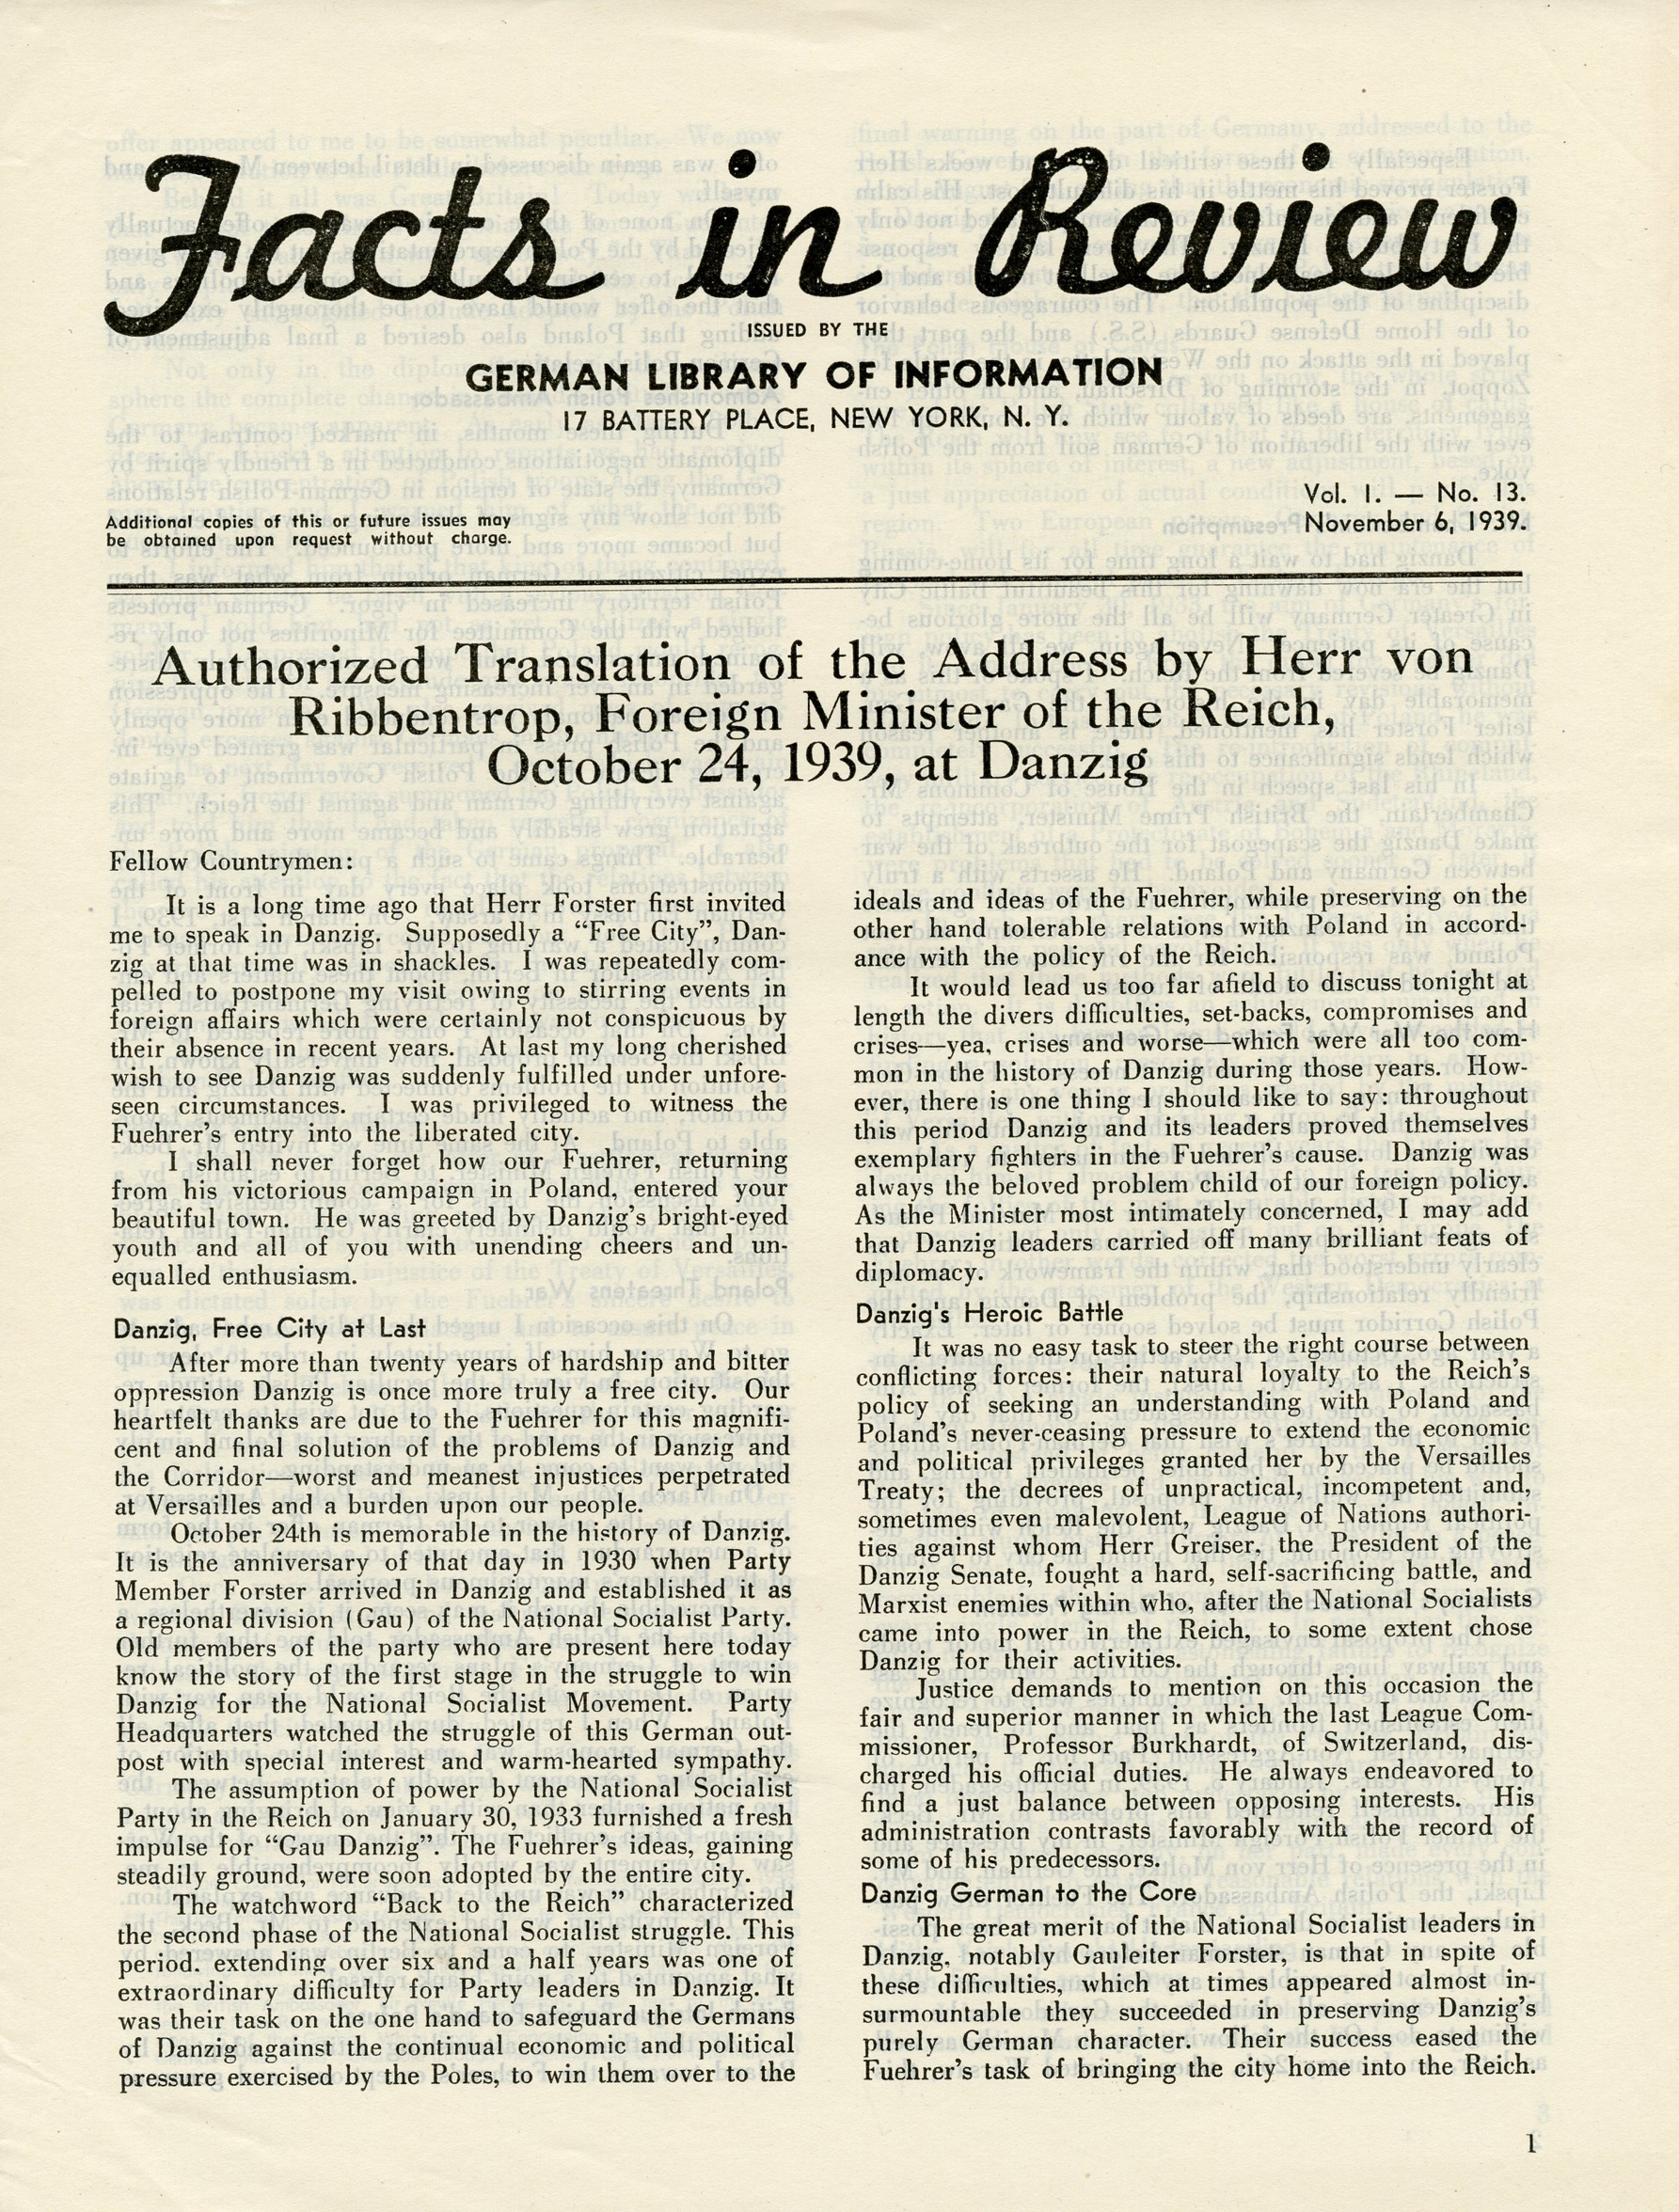 Facts in Review
ISSUED BY THE
GERMAN LIBRARY OF INFORMATION
17 BATTERY PLACE, NEW YORK, N. Y.
Additional copies of this or future issues may
be obtained upon request without charge.
Vol. I. — No. 13.
November 6, 1939.
Authorized Translation of the Address by Herr von
Ribbentrop, Foreign Minister of the Reich,
October 24, 1939, at Danzig
Fellow Countrymen:
It is a long time ago that Herr Forster first invited
me to speak in Danzig. Supposedly a “Free City”, Dan-
zig at that time was in shackles. I was repeatedly com-
pelled to postpone my visit owing to stirring events in
foreign affairs which were certainly not conspicuous by
their absence in recent years. At last my long cherished
wish to see Danzig was suddenly fulfilled under unfore-
seen circumstances. I was privileged to witness the
Fuehrer’s entry into the liberated city.
I shall never forget how our Fuehrer, returning
from his victorious campaign in Poland, entered your
beautiful town. He was greeted by Danzig’s bright-eyed
youth and all of you with unending cheers and un-
equalled enthusiasm.
Danzig, Free City at Last
After more than twenty years of hardship and bitter
oppression Danzig is once more truly a free city. Our
heartfelt thanks are due to the Fuehrer for this magnifi-
cent and final solution of the problems of Danzig and
the Corridor—worst and meanest injustices perpetrated
at Versailles and a burden upon our people.
October 24th is memorable in the history of Danzig.
It is the anniversary of that day in 1930 when Party
Member Forster arrived in Danzig and established it as
a regional division (Gau) of the National Socialist Party.
Old members of the party who are present here today
know the story of the first stage in the struggle to win
Danzig for the National Socialist Movement. Party
Headquarters watched the struggle of this German out-
post with special interest and warm-hearted sympathy.
The assumption of power by the National Socialist
Party in the Reich on January 30, 1933 furnished a fresh
impulse for “Gau Danzig”. The Fuehrer’s ideas, gaining
steadily ground, were soon adopted by the entire city.
The watchword “Back to the Reich” characterized
the second phase of the National Socialist struggle. This
period. extending over six and a half years was one of
extraordinary difficulty for Party leaders in Danzig. It
was their task on the one hand to safeguard the Germans
of Danzig against the continual economic and political
pressure exercised by the Poles, to win them over to the
ideals and ideas of the Fuehrer, while preserving on the
other hand tolerable relations with Poland in accord-
ance with the policy of the Reich.
It would lead us too far afield to discuss tonight at
length the divers difficulties, set-backs, compromises and
crises—yea, crises and worse—which were all too com-
mon in the history of Danzig during those years. How-
ever, there is one thing I should like to say: throughout
this period Danzig and its leaders proved themselves
exemplary fighters in the Fuehrer’s cause. Danzig was
always the beloved problem child of our foreign policy.
As the Minister most intimately concerned, I may add
that Danzig leaders carried off many brilliant feats of
diplomacy.
Danzig's Heroic Battle
It was no easy task to steer the right course between
conflicting forces: their natural loyalty to the Reich’s
policy of seeking an understanding with Poland and
Poland’s never-ceasing pressure to extend the economic
and political privileges granted her by the Versailles
Treaty; the decrees of unpractical, incompetent and,
sometimes even malevolent, League of Nations authori-
ties against whom Herr Greiser, the President of the
Danzig Senate, fought a hard, self-sacrificing battle, and
Marxist enemies within who, after the National Socialists
came into power in the Reich, to some extent chose
Danzig for their activities.
Justice demands to mention on this occasion the
fair and superior manner in which the last League Com-
missioner, Professor Burkhardt, of Switzerland, dis-
charged his official duties. He always endeavored to
find a just balance between opposing interests. His
administration contrasts favorably with the record of
some of his predecessors.
Danzig German to the Core
The great merit of the National Socialist leaders in
Danzig, notably Gauleiter Forster, is that in spite of
these difficulties, which at times appeared almost in-
surmountable they succeeded in preserving Danzig’s
purely German character. Their success eased the
Fuehrer’s task of bringing the city home into the Reich.
1